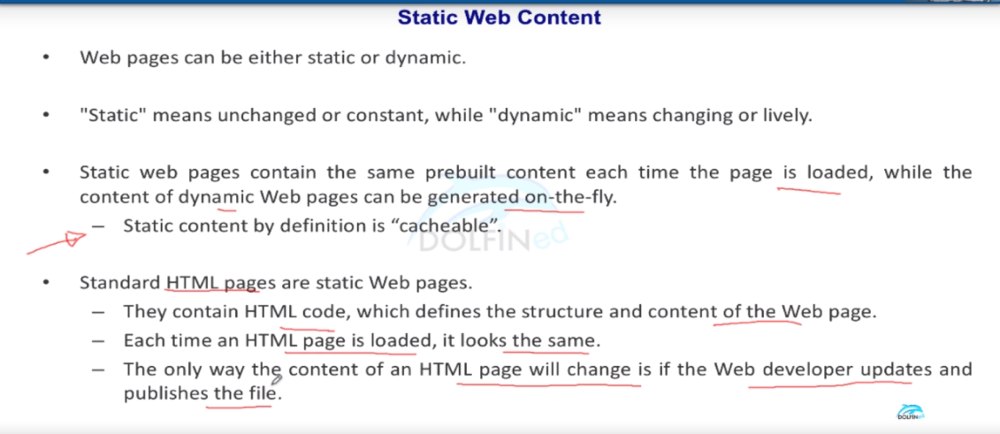 Static Web Content
• Web pages can be either static or dynamic.
• "Static" means unchanged or constant, while "dynamic" means changing or lively.
• Static web pages contain the same prebuilt content each time the page is loaded, while the
content of dynamic Web pages can be generated on-the-fly.
– Static content by definition is “cacheable”.
DOLFINed
• Standard HTML pages are static Web pages.
– They contain HTML code, which defines the structure and content of the Web page.
– Each time an HTML page is loaded, it looks the same.
– The only way the content of an HTML page will change is if the Web developer updates and
publishes the file.
DOLFINed